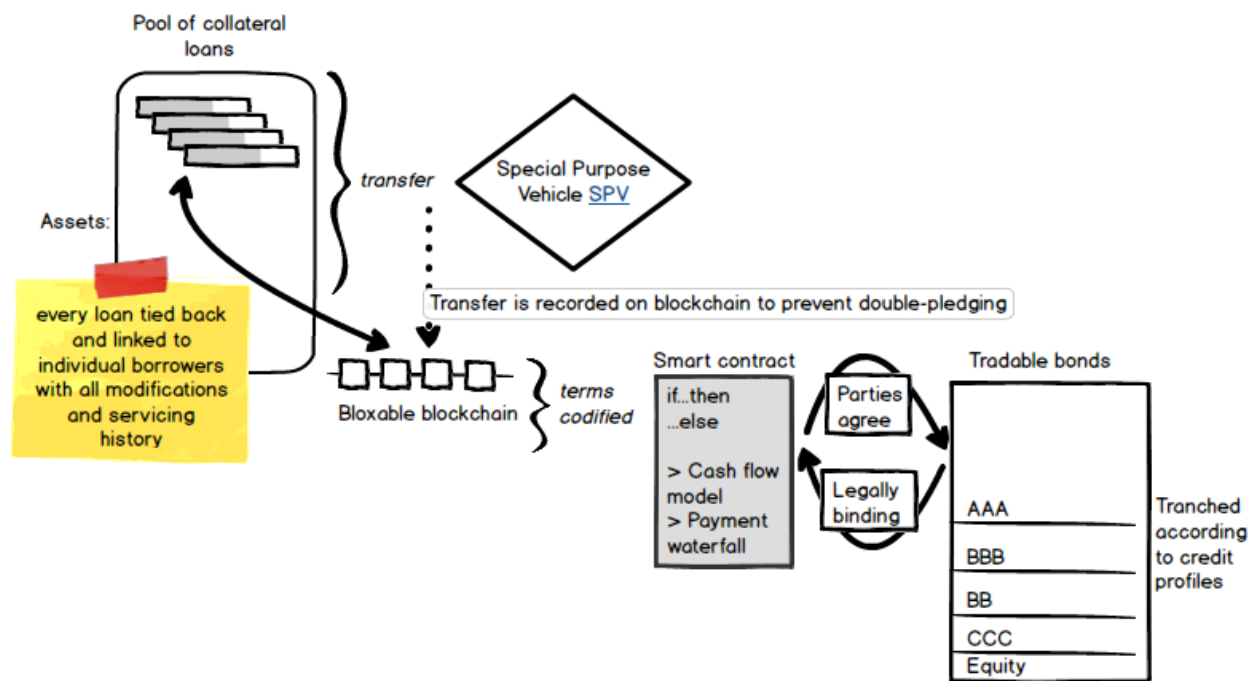 Pool of collateral
loans
transfer
Special Purpose
Vehicle SPV
Assets:
every loan tied back
and linked to
individual borrowers
with all modifications
and servicing
history
Transfer is recorded on blockchain to prevent double-pledging
Bloxable blockchain
terms
codified
Smart contract
if...then
...else
> Cash flow
model
> Payment
waterfall
Parties
agree
Legally
binding
Tradable bonds
AAA
BBB
BB
CCC
Equity
Tranched
according
to credit
profiles